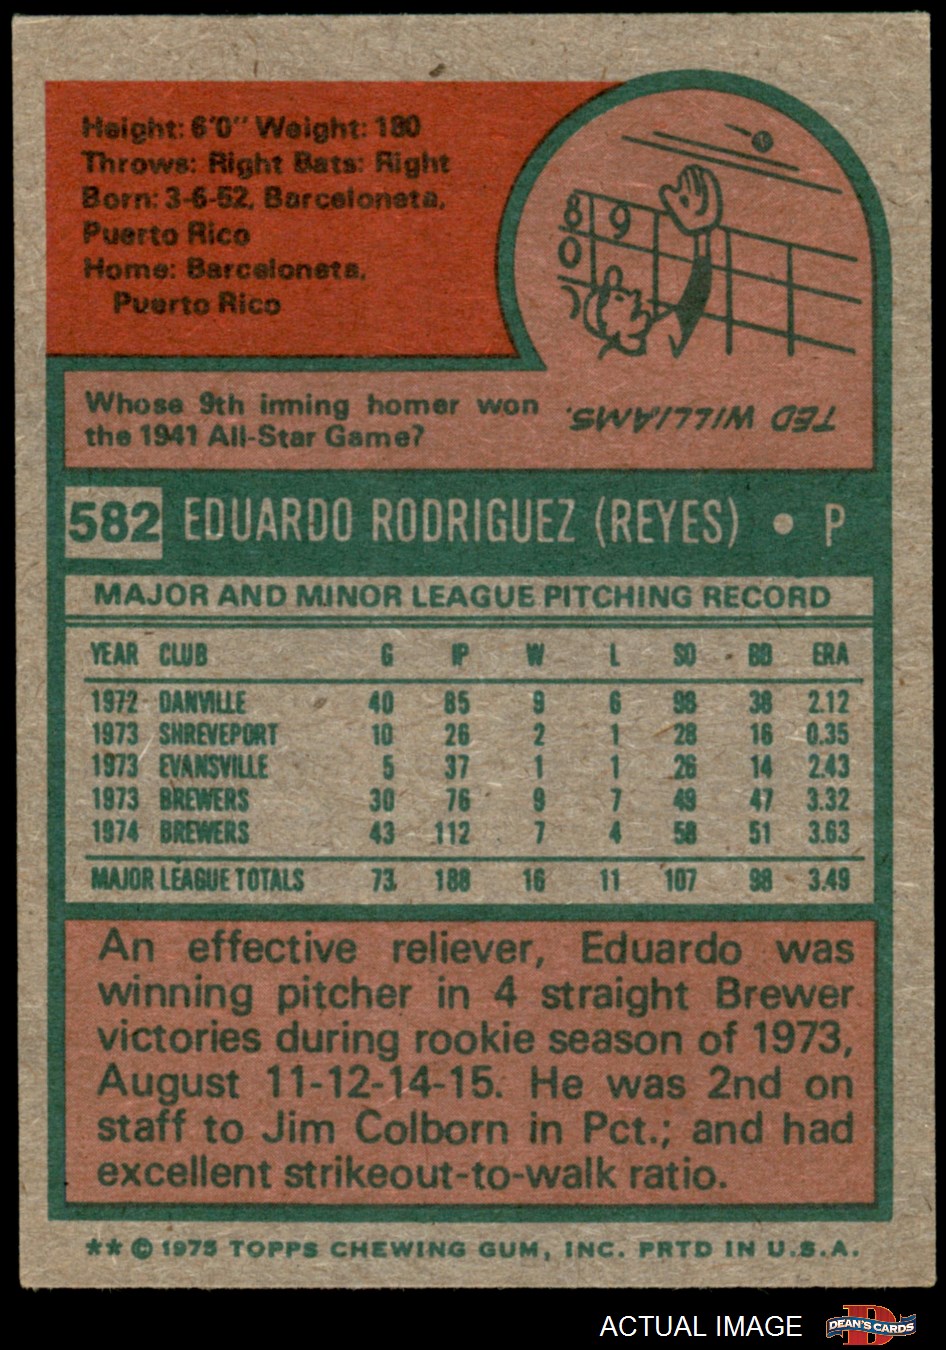 Height: 6'0" Weight: 180
Throws: Right Bats: Right
Born: 3-6-52, Barceloneta,
Puerto Rico
Home: Barceloneta,
Puerto Rico
8 9
0
Whose 9th inning homer won
the 1941 All-Star Game?
TED WILLIAMS.
582 EDUARDO RODRIGUEZ (REYES) • P
MAJOR AND MINOR LEAGUE PITCHING RECORD
YEAR CLUB G IP W L SO BB ERA
1972 DANVILLE 40 85 9 6 98 38 2.12
1973 SHREVEPORT 10 26 2 1 28 16 0.35
1973 EVANSVILLE 5 37 1 1 26 14 2.43
1973 BREWERS 30 76 9 7 49 47 3.32
1974 BREWERS 43 112 7 4 58 51 3.63
MAJOR LEAGUE TOTALS 73 188 16 11 107 98 3.49
An effective reliever, Eduardo was
winning pitcher in 4 straight Brewer
victories during rookie season of 1973,
August 11-12-14-15. He was 2nd on
staff to Jim Colborn in Pct.; and had
excellent strikeout-to-walk ratio.
** © 1975 TOPPS CHEWING GUM, INC. PRTD IN U.S.A.
ACTUAL IMAGE
DEAN'S CARDS